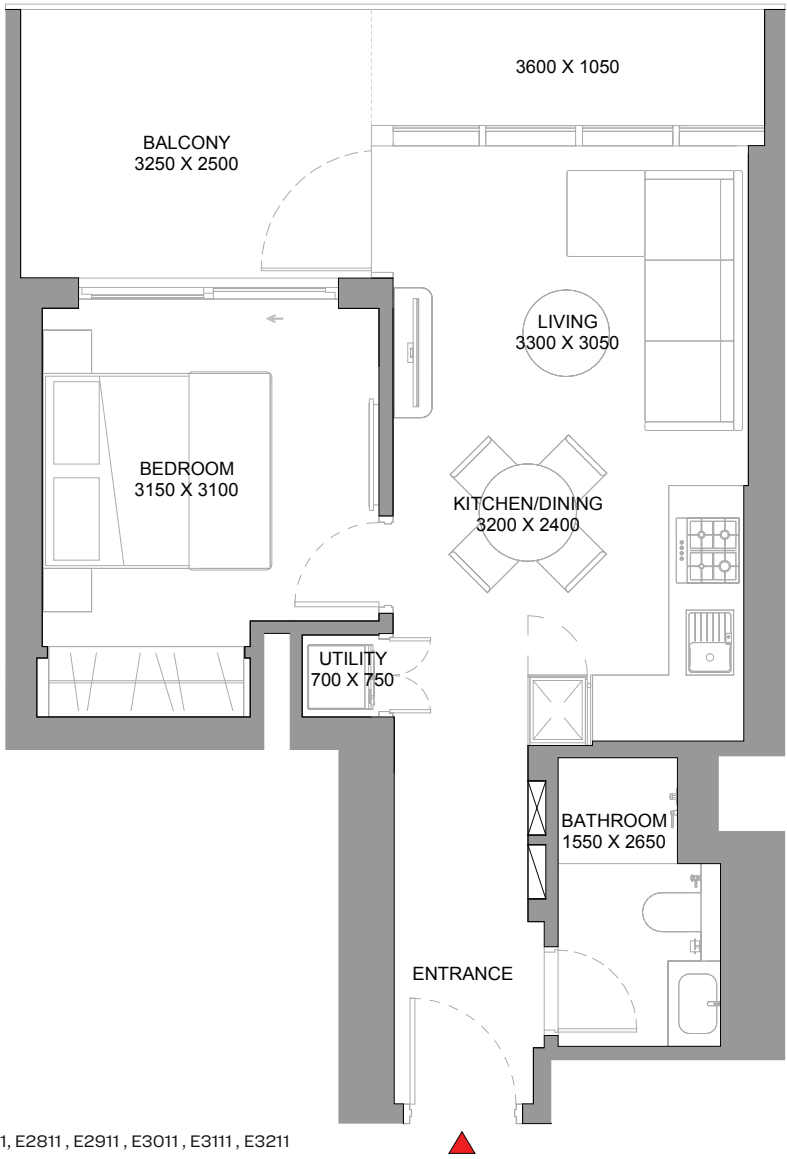 3600 X 1050
BALCONY
3250 X 2500
LIVING
3300 X 3050
BEDROOM
3150 X 3100
KITCHEN/DINING
3200 X 2400
UTILITY
700 X 750
BATHROOM
1550 X 2650
ENTRANCE
1, E2811 , E2911 , E3011 , E3111 , E3211